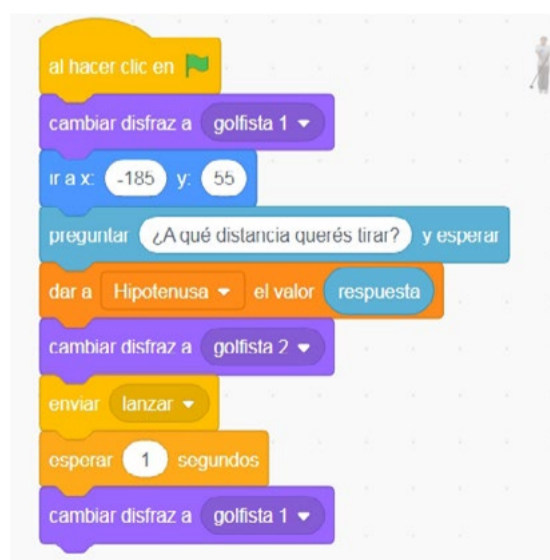 al hacer clic en
cambiar disfraz a golfista 1
ir a x: -185 y: 55
preguntar ¿A qué distancia querés tirar? y esperar
dar a Hipotenusa el valor respuesta
cambiar disfraz a golfista 2
enviar lanzar
esperar 1 segundos
cambiar disfraz a golfista 1